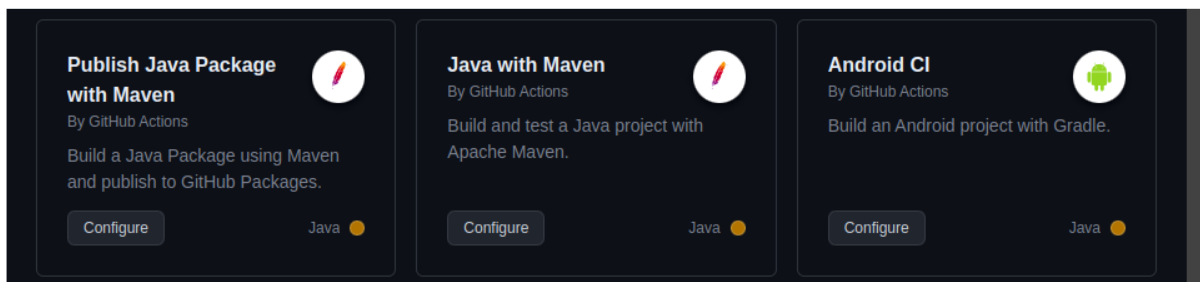 Publish Java Package
with Maven
By GitHub Actions
Build a Java Package using Maven
and publish to GitHub Packages.
Configure
Java
Java with Maven
By GitHub Actions
Build and test a Java project with
Apache Maven.
Configure
Java
Android CI
By GitHub Actions
Build an Android project with Gradle.
Configure
Java